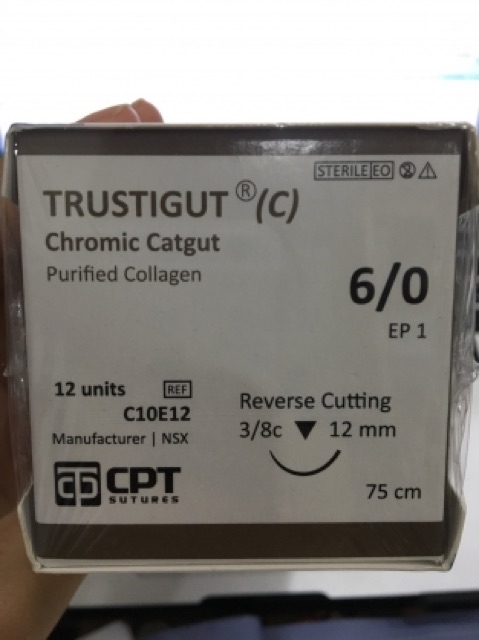 STERILE EO
TRUSTIGUT® (C)
Chromic Catgut
Purified Collagen
6/0
EP 1
12 units REF
C10E12
Manufacturer | NSX
CPT
SUTURES
Reverse Cutting
3/8c ▼ 12 mm
75 cm